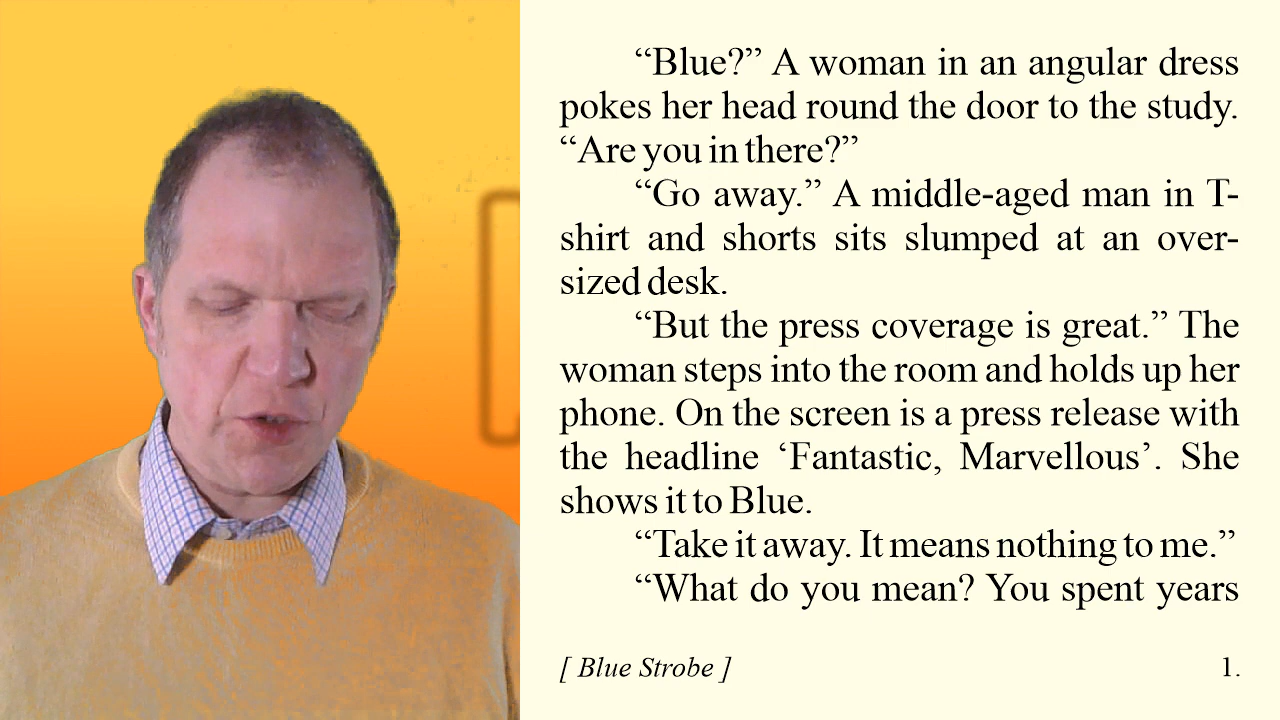 “Blue?” A woman in an angular dress
pokes her head round the door to the study.
“Are you in there?”
“Go away.” A middle-aged man in T-
shirt and shorts sits slumped at an over-
sized desk.
“But the press coverage is great.” The
woman steps into the room and holds up her
phone. On the screen is a press release with
the headline ‘Fantastic, Marvellous’. She
shows it to Blue.
“Take it away. It means nothing to me.”
“What do you mean? You spent years
[ Blue Strobe ]
1.